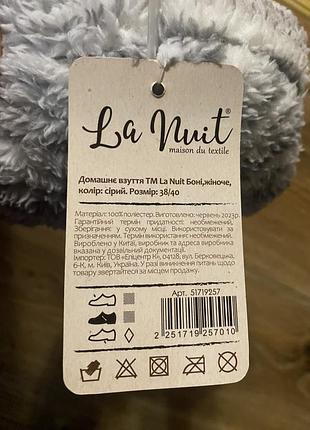 La Nuit®
maison du textile
Домашнє взуття ТМ La Nuit Боні,жіноче,
колір: сірий. Розмір: 38/40
Матеріал: 100% поліестер.Виготовлено: червень 2023р.
Гарантійний термін придатності необмежений.
Зберігання - у сухому місці. Використовувати за
призначенням. Термін використання: необмежений.
Вироблено у Китаї, виробник та адреса виробника
вказана у дозвільному документації.
Імпортер: ТОВ «Епіцентр К», 04128, вул. Берковецька,
6-К, м. Київ, Україна. У разі виникнення питань щодо
товару звертайтеся за місцем продажу.
Арт. 51719257
2 251719 257010